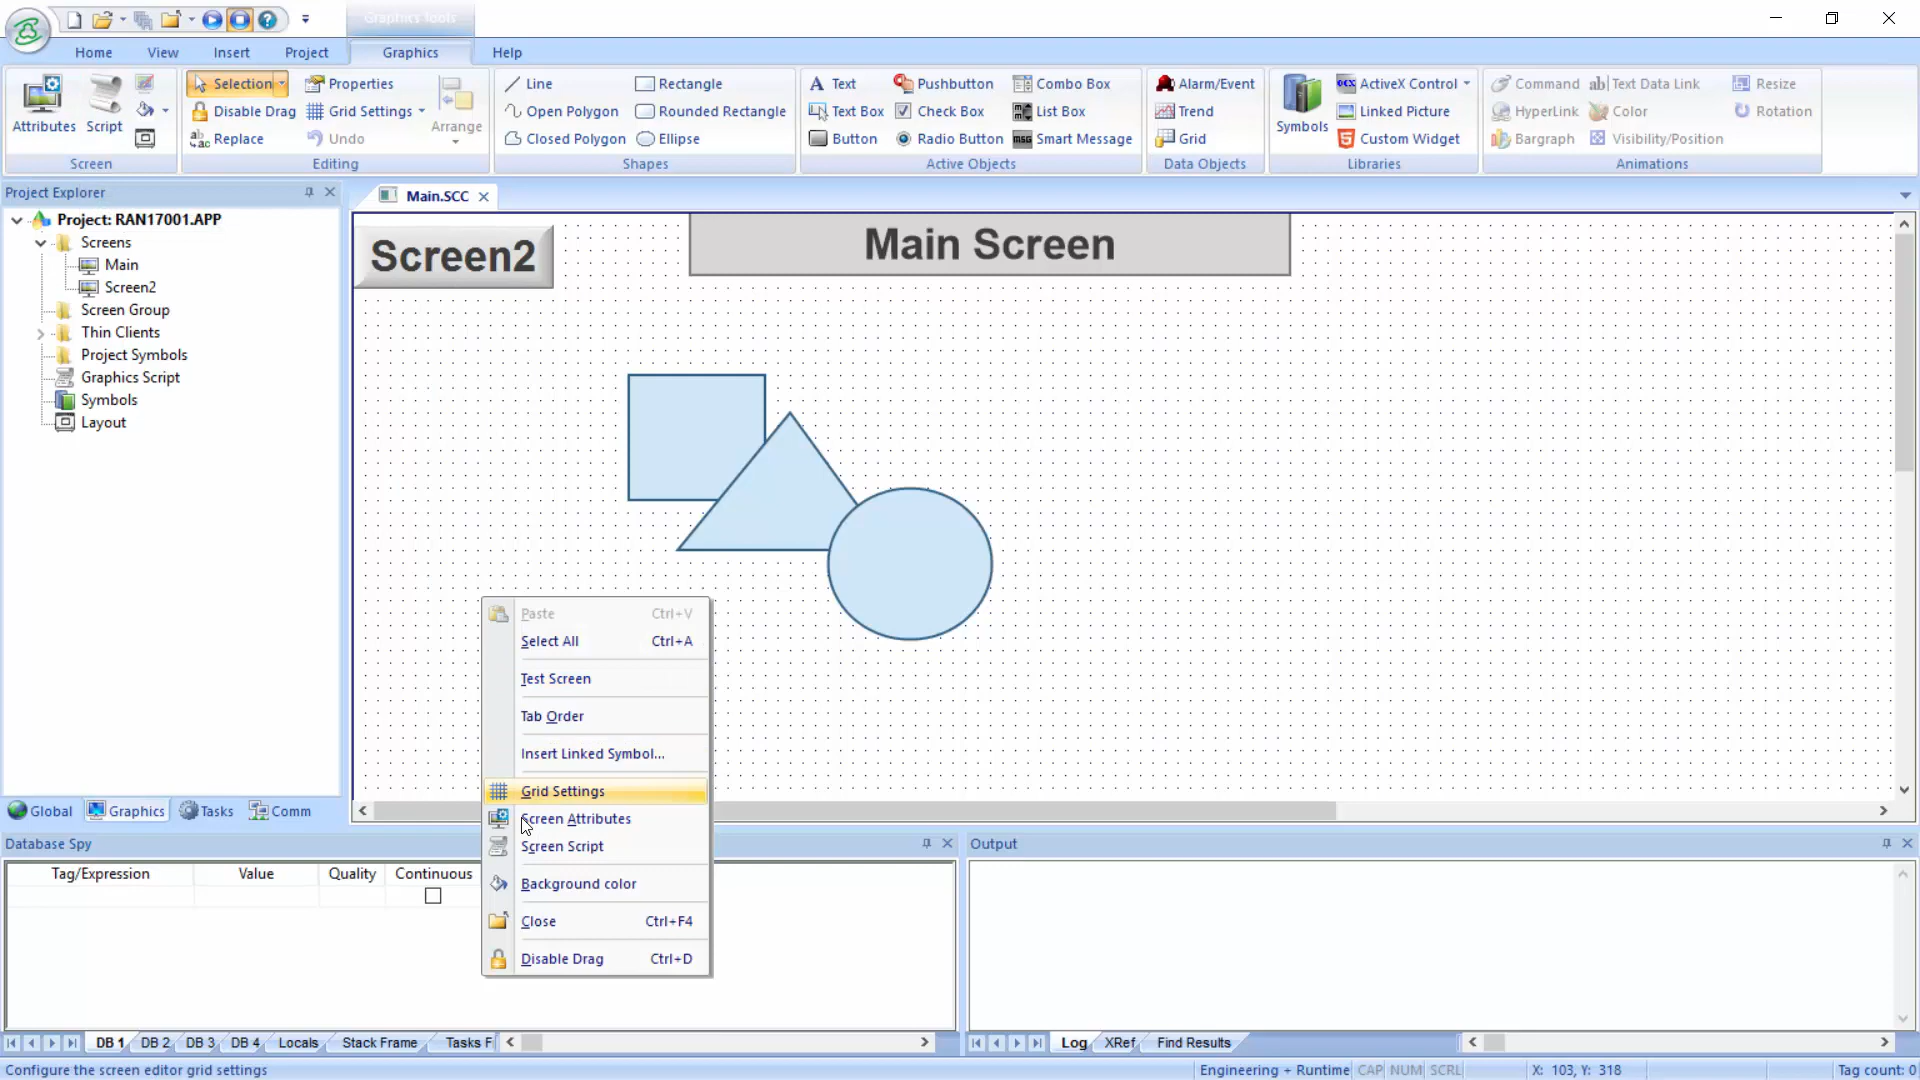 Graphics Tools
Home View Insert Project Graphics Help
Attributes Script
Screen
Selection Properties
Disable Drag Grid Settings
Replace Undo
Arrange
Editing
Line Rectangle
Open Polygon Rounded Rectangle
Closed Polygon Ellipse
Shapes
Text Pushbutton Combo Box
Text Box Check Box List Box
Button Radio Button Smart Message
Active Objects
Alarm/Event
Trend
Grid
Data Objects
Symbols
ActiveX Control
Linked Picture
Custom Widget
Libraries
Command Text Data Link Resize
HyperLink Color Rotation
Bargraph Visibility/Position
Animations
Project Explorer
Project: RAN17001.APP
Screens
Main
Screen2
Screen Group
Thin Clients
Project Symbols
Graphics Script
Symbols
Layout
Global Graphics Tasks Comm
Main.SCC
Screen2
Main Screen
Paste Ctrl+V
Select All Ctrl+A
Test Screen
Tab Order
Insert Linked Symbol...
Grid Settings
Screen Attributes
Screen Script
Background color
Close Ctrl+F4
Disable Drag Ctrl+D
Database Spy
Tag/Expression Value Quality Continuous
DB 1 DB 2 DB 3 DB 4 Locals Stack Frame Tasks F
Output
Log XRef Find Results
Configure the screen editor grid settings
Engineering + Runtime CAP NUM SCRL X: 103, Y: 318 Tag count: 0